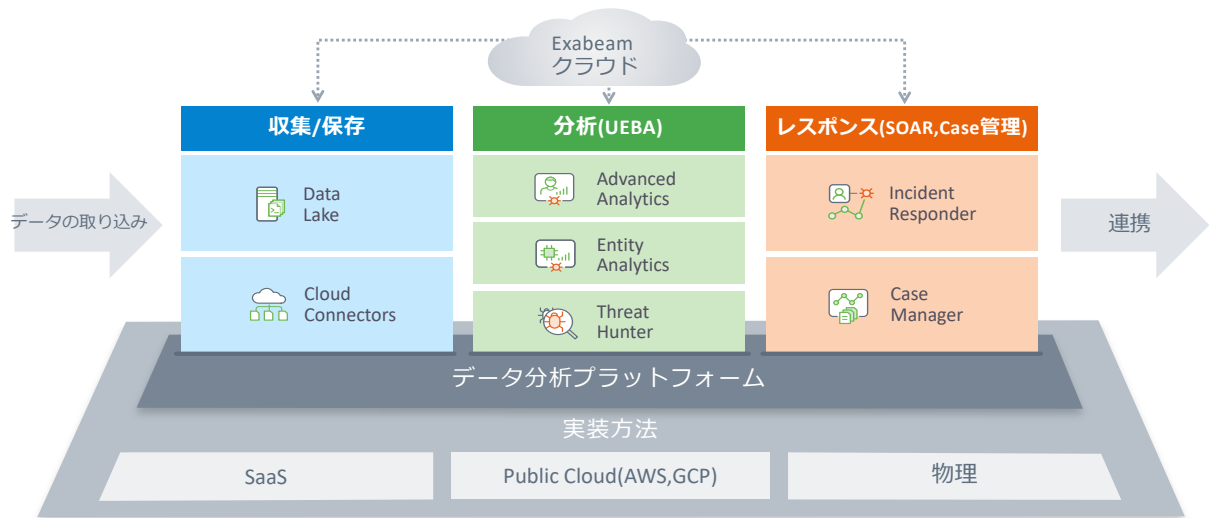 Exabeam
クラウド
収集/保存
分析(UEBA)
レスポンス(SOAR,Case管理)
データの取り込み
Data
Lake
Cloud
Connectors
Advanced
Analytics
Entity
Analytics
Threat
Hunter
Incident
Responder
Case
Manager
連携
データ分析プラットフォーム
実装方法
SaaS
Public Cloud(AWS,GCP)
物理